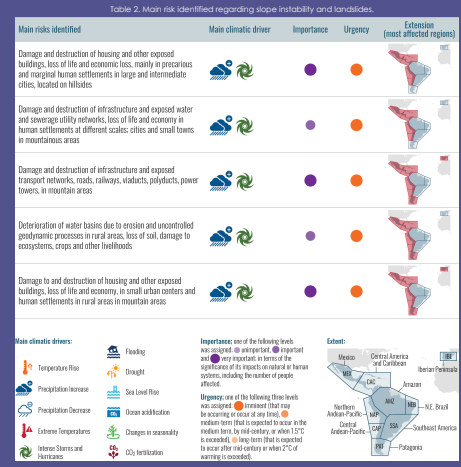 Table 2. Main risk identified regarding slope instability and landslides.
Main risks identified
Main climatic driver
Importance
Urgency
Extension
(most affected regions)
Damage and destruction of housing and other exposed
buildings, loss of life and economic loss, mainly in precarious
and marginal human settlements in large and intermediate
cities, located on hillsides
Damage and destruction of infrastructure and exposed water
and sewerage utility networks, loss of life and economy in
human settlements at different scales: cities and small towns
in mountainous areas
Damage and destruction of infrastructure and exposed
transport networks, roads, railways, viaducts, polyducts, power
towers, in mountain areas
Deterioration of water basins due to erosion and uncontrolled
geodynamic processes in rural areas, loss of soil, damage to
ecosystems, crops and other livelihoods
Damage to and destruction of housing and other exposed
buildings, loss of life and economy, in small urban centers and
human settlements in rural areas in mountain areas
Main climatic drivers:
Temperature Rise
Precipitation Increase
Precipitation Decrease
Extreme Temperatures
Intense Storms and
Hurricanes
Flooding
Drought
Sea Level Rise
Ocean acidification
Changes in seasonality
CO₂ fertilization
Importance; one of the following levels
was assigned: unimportant, important
and very important; in terms of the
significance of its impacts on natural or human
systems, including the number of people
affected.
Urgency; one of the following three levels
was assigned: imminent (that may
be occurring or occur at any time),
medium-term (that is expected to occur in the
medium term, by mid-century, or when 1.5°C
is exceeded), long-term (that is expected
to occur after mid-century or when 2°C of
warming is exceeded).
Extent:
Mexico
Central America
and Caribbean
IBP
Iberian Peninsula
MEX
CAC
Amazon
AMZ
NEB
N.E. Brazil
Northern
Andean-Pacific
NAP
Central
Andean-Pacific
CAP
SSA
Southeast America
PAT
Patagonia